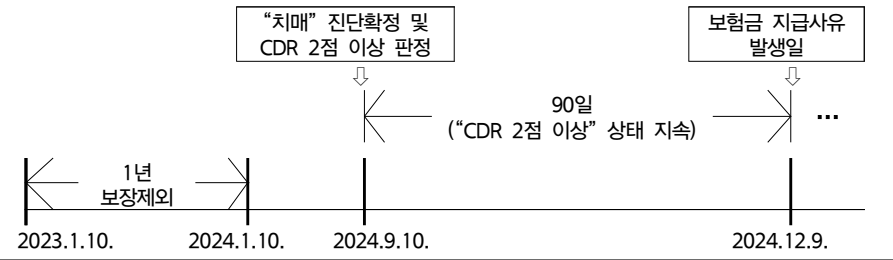 “치매” 진단확정 및
CDR 2점 이상 판정
보험금 지급사유
발생일
90일
(“CDR 2점 이상” 상태 지속)
...
1년
보장제외
2023.1.10.
2024.1.10.
2024.9.10.
2024.12.9.